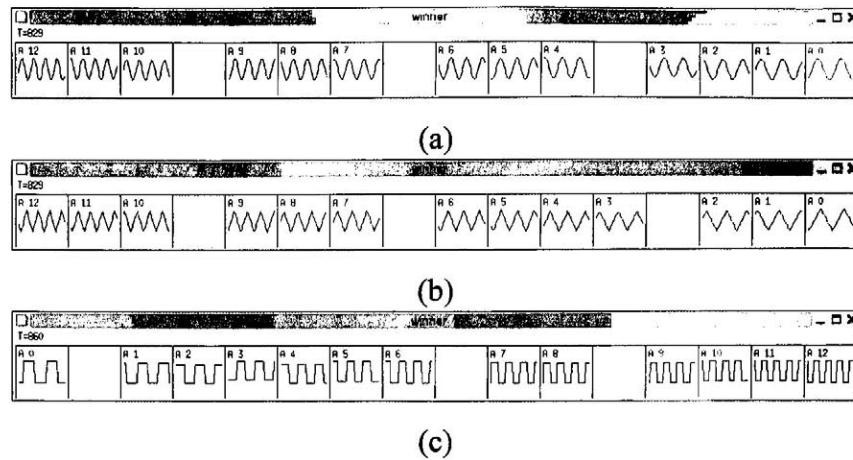 winner
T=829
A 12 A 11 A 10 A 9 A 8 A 7 A 6 A 5 A 4 A 3 A 2 A 1 A 0
(a)
T=829
A 12 A 11 A 10 A 9 A 8 A 7 A 6 A 5 A 4 A 3 A 2 A 1 A 0
(b)
winner
T=860
A 0 A 1 A 2 A 3 A 4 A 5 A 6 A 7 A 8 A 9 A 10 A 11 A 12
(c)